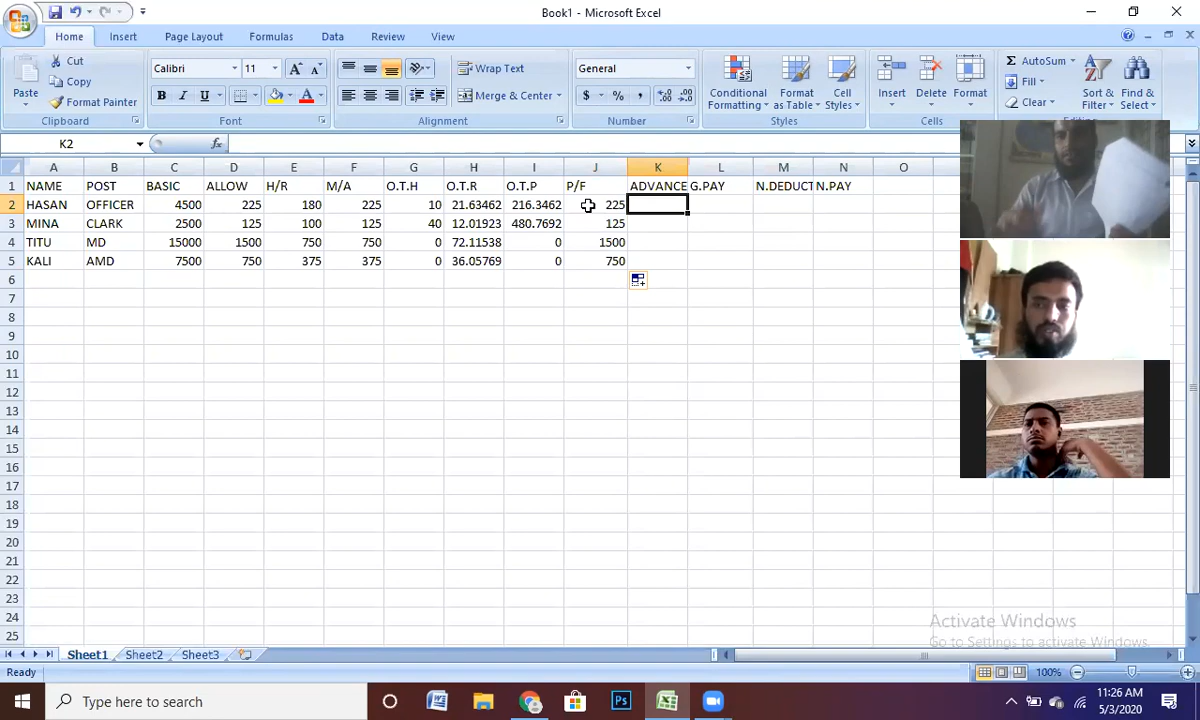 Book1 - Microsoft Excel
Home Insert Page Layout Formulas Data Review View
Cut
Copy
Format Painter
Paste
Clipboard
Calibri 11
B I U
Font
Wrap Text
Merge & Center
Alignment
General
$ % ,
Number
Conditional Formatting
Format as Table
Cell Styles
Styles
Insert Delete Format
Cells
Σ AutoSum
Fill
Clear
Sort & Filter
Find & Select
K2 fx
A B C D E F G H I J K L M N O
1 NAME POST BASIC ALLOW H/R M/A O.T.H O.T.R O.T.P P/F ADVANCE G.PAY N.DEDUCT N.PAY
2 HASAN OFFICER 4500 225 180 225 10 21.63462 216.3462 225
3 MINA CLARK 2500 125 100 125 40 12.01923 480.7692 125
4 TITU MD 15000 1500 750 750 0 72.11538 0 1500
5 KALI AMD 7500 750 375 375 0 36.05769 0 750
6
7
8
9
10
11
12
13
14
15
16
17
18
19
20
21
22
23
24
25
Activate Windows
Go to Settings to activate Windows.
Sheet1 Sheet2 Sheet3
Ready 100%
Type here to search
11:26 AM
5/3/2020